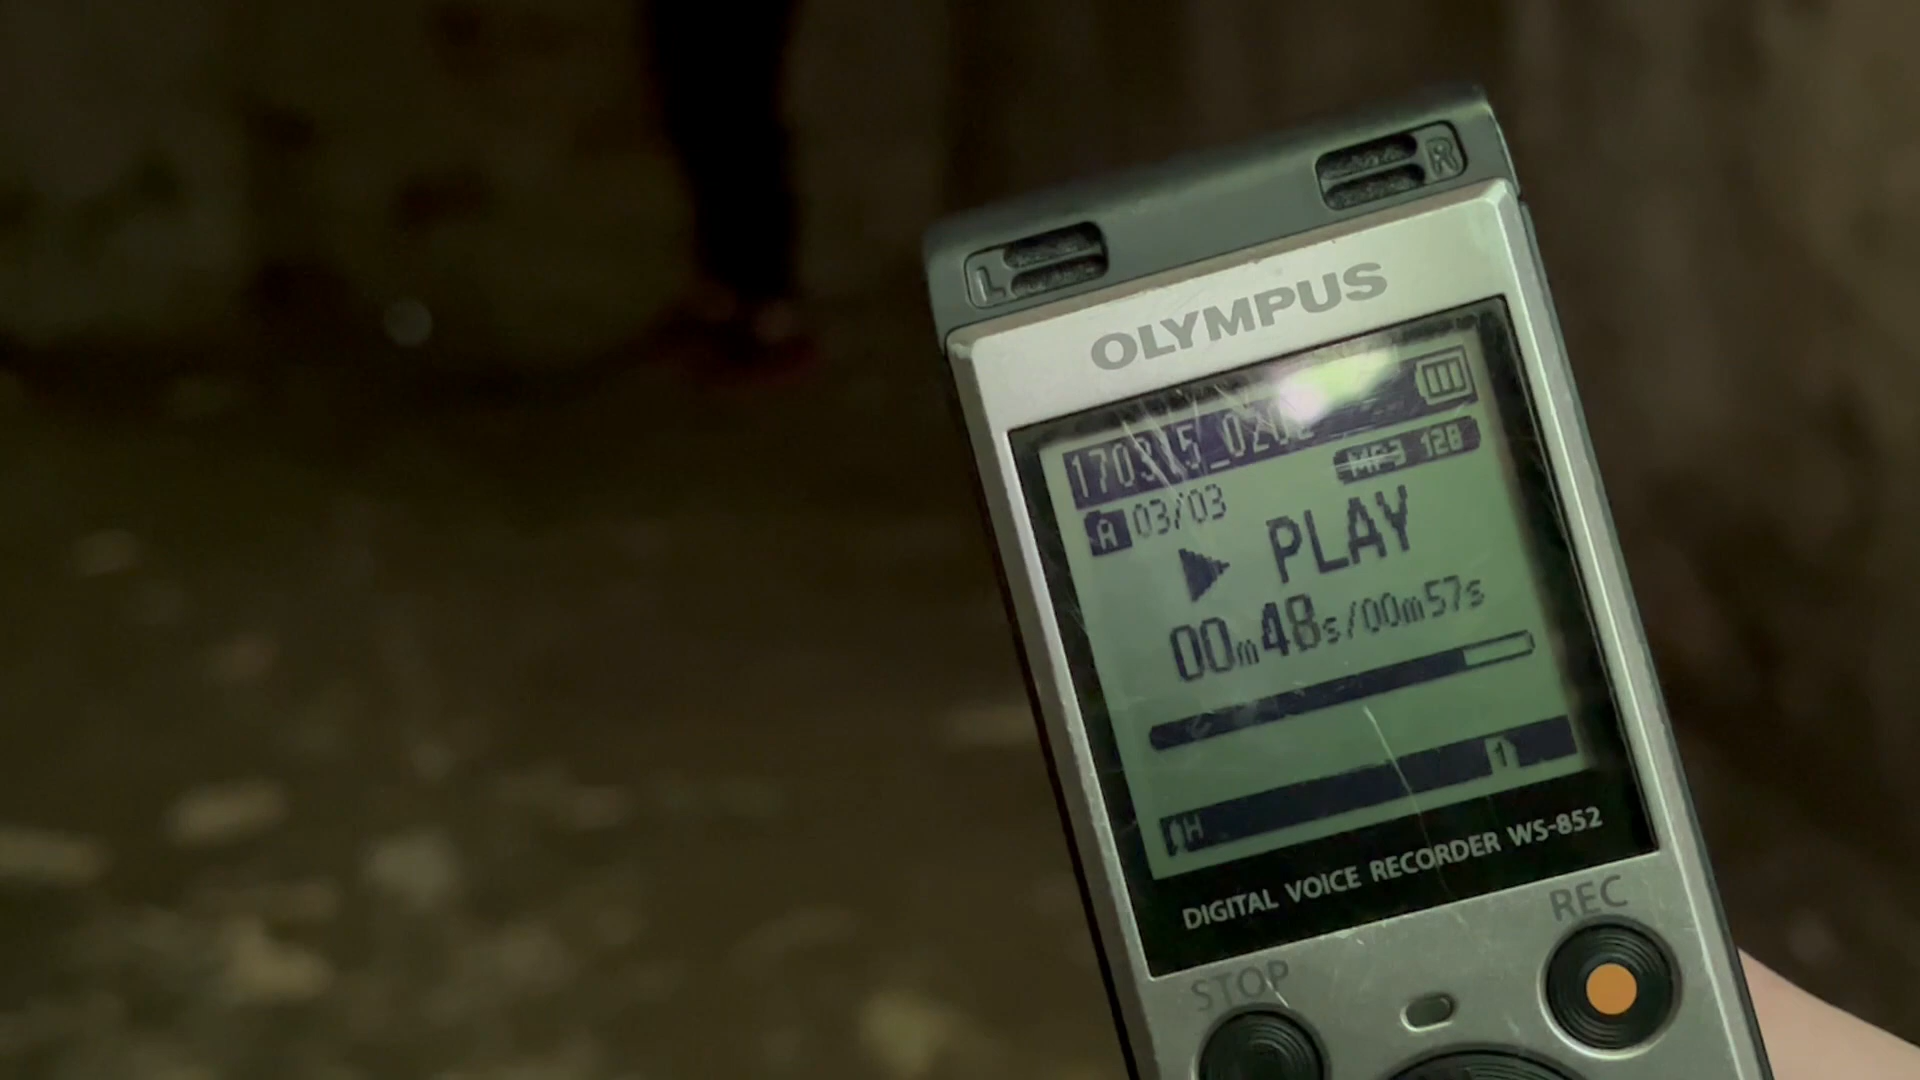 L R
OLYMPUS
MP3 128
A 03/03
PLAY
00m48s/00m57s
1
DIGITAL VOICE RECORDER WS-852
REC
STOP